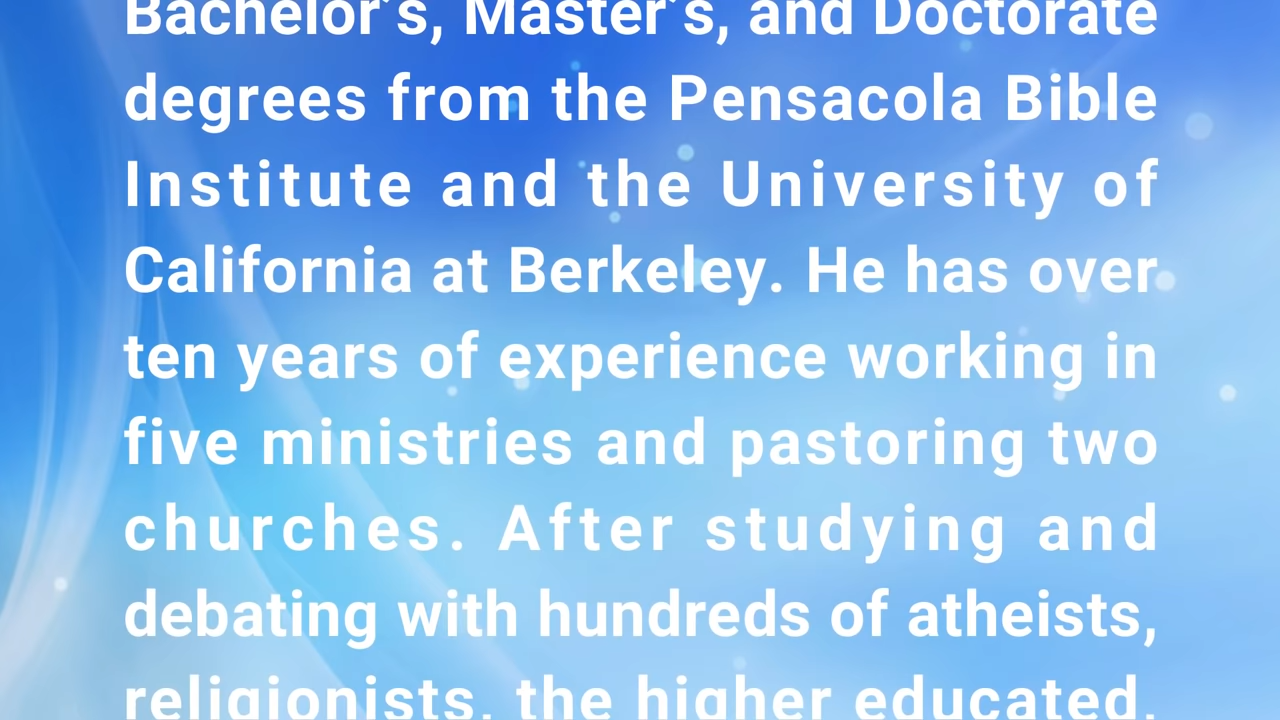 Bachelor's, Master's, and Doctorate
degrees from the Pensacola Bible
Institute and the University of
California at Berkeley. He has over
ten years of experience working in
five ministries and pastoring two
churches. After studying and
debating with hundreds of atheists,
religionists, the higher educated,